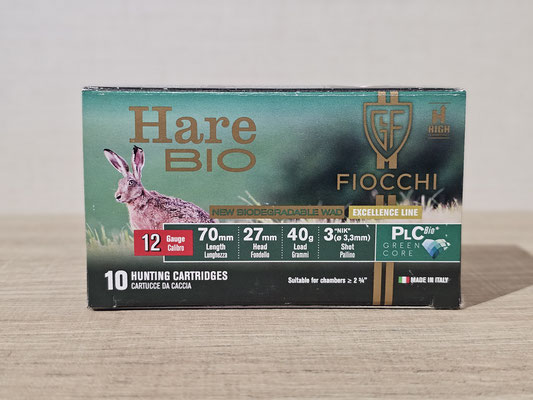 Hare
BIO
GF
HIGH
FIOCCHI
NEW BIODEGRADABLE WAD
EXCELLENCE LINE
12 Gauge Calibro
70mm Length Lunghezza
27mm Head Fondello
40g Load Grammi
3 "NIK" (ø 3,3mm) Shot Pallino
PLC Bio+
GREEN CORE
10 HUNTING CARTRIDGES
CARTUCCE DA CACCIA
Suitable for chambers ≥ 2 ¾"
MADE IN ITALY